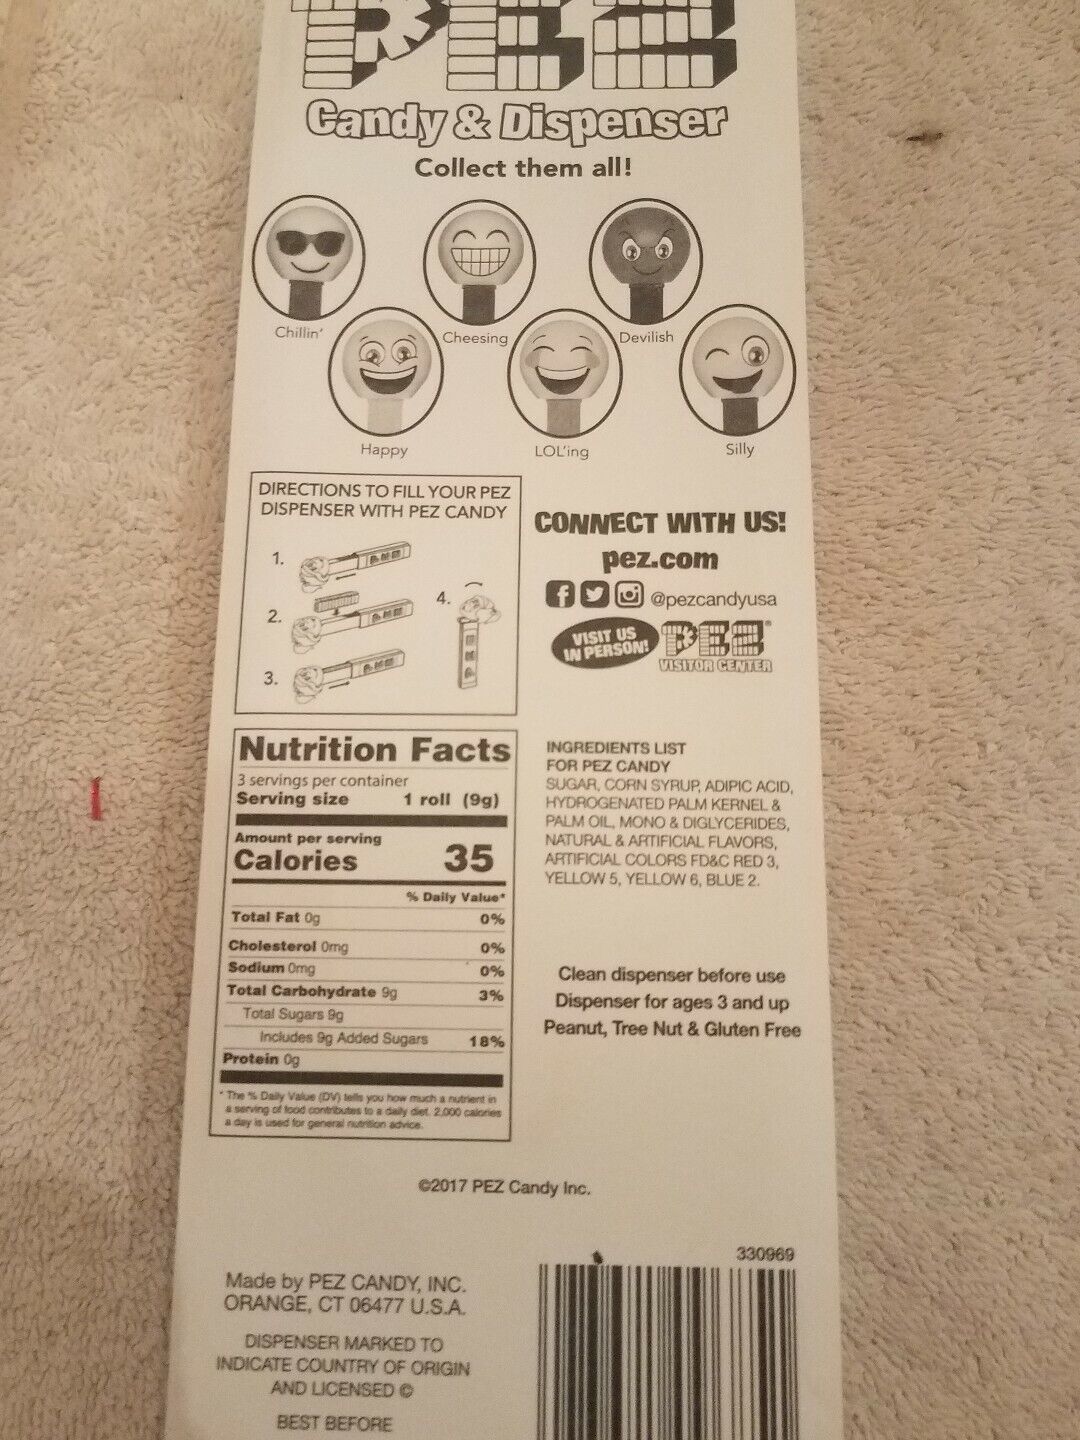 PEZ
Candy & Dispenser
Collect them all!
Chillin'
Cheesing
Devilish
Happy
LOL'ing
Silly
DIRECTIONS TO FILL YOUR PEZ
DISPENSER WITH PEZ CANDY
1.
2.
3.
4.
CONNECT WITH US!
pez.com
@pezcandyusa
VISIT US
IN PERSON!
PEZ®
VISITOR CENTER
Nutrition Facts
3 servings per container
Serving size 1 roll (9g)
Amount per serving
Calories 35
% Daily Value*
Total Fat 0g 0%
Cholesterol 0mg 0%
Sodium 0mg 0%
Total Carbohydrate 9g 3%
Total Sugars 9g
Includes 9g Added Sugars 18%
Protein 0g
* The % Daily Value (DV) tells you how much a nutrient in
a serving of food contributes to a daily diet. 2,000 calories
a day is used for general nutrition advice.
INGREDIENTS LIST
FOR PEZ CANDY
SUGAR, CORN SYRUP, ADIPIC ACID,
HYDROGENATED PALM KERNEL &
PALM OIL, MONO & DIGLYCERIDES,
NATURAL & ARTIFICIAL FLAVORS,
ARTIFICIAL COLORS FD&C RED 3,
YELLOW 5, YELLOW 6, BLUE 2.
Clean dispenser before use
Dispenser for ages 3 and up
Peanut, Tree Nut & Gluten Free
©2017 PEZ Candy Inc.
330969
Made by PEZ CANDY, INC.
ORANGE, CT 06477 U.S.A.
DISPENSER MARKED TO
INDICATE COUNTRY OF ORIGIN
AND LICENSED ©
BEST BEFORE